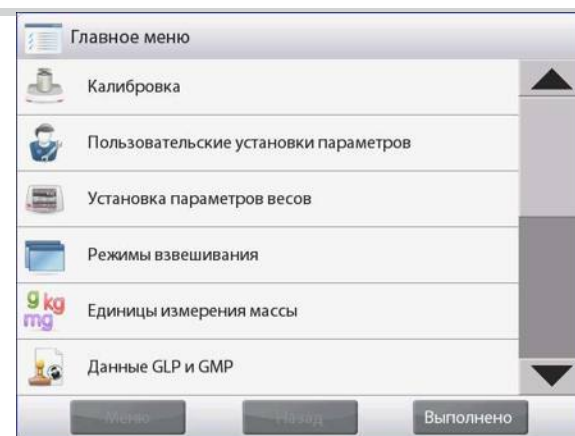 Главное меню
Калибровка
Пользовательские установки параметров
Установка параметров весов
Режимы взвешивания
g kg
mg
Единицы измерения массы
Данные GLP и GMP
Меню
Назад
Выполнено